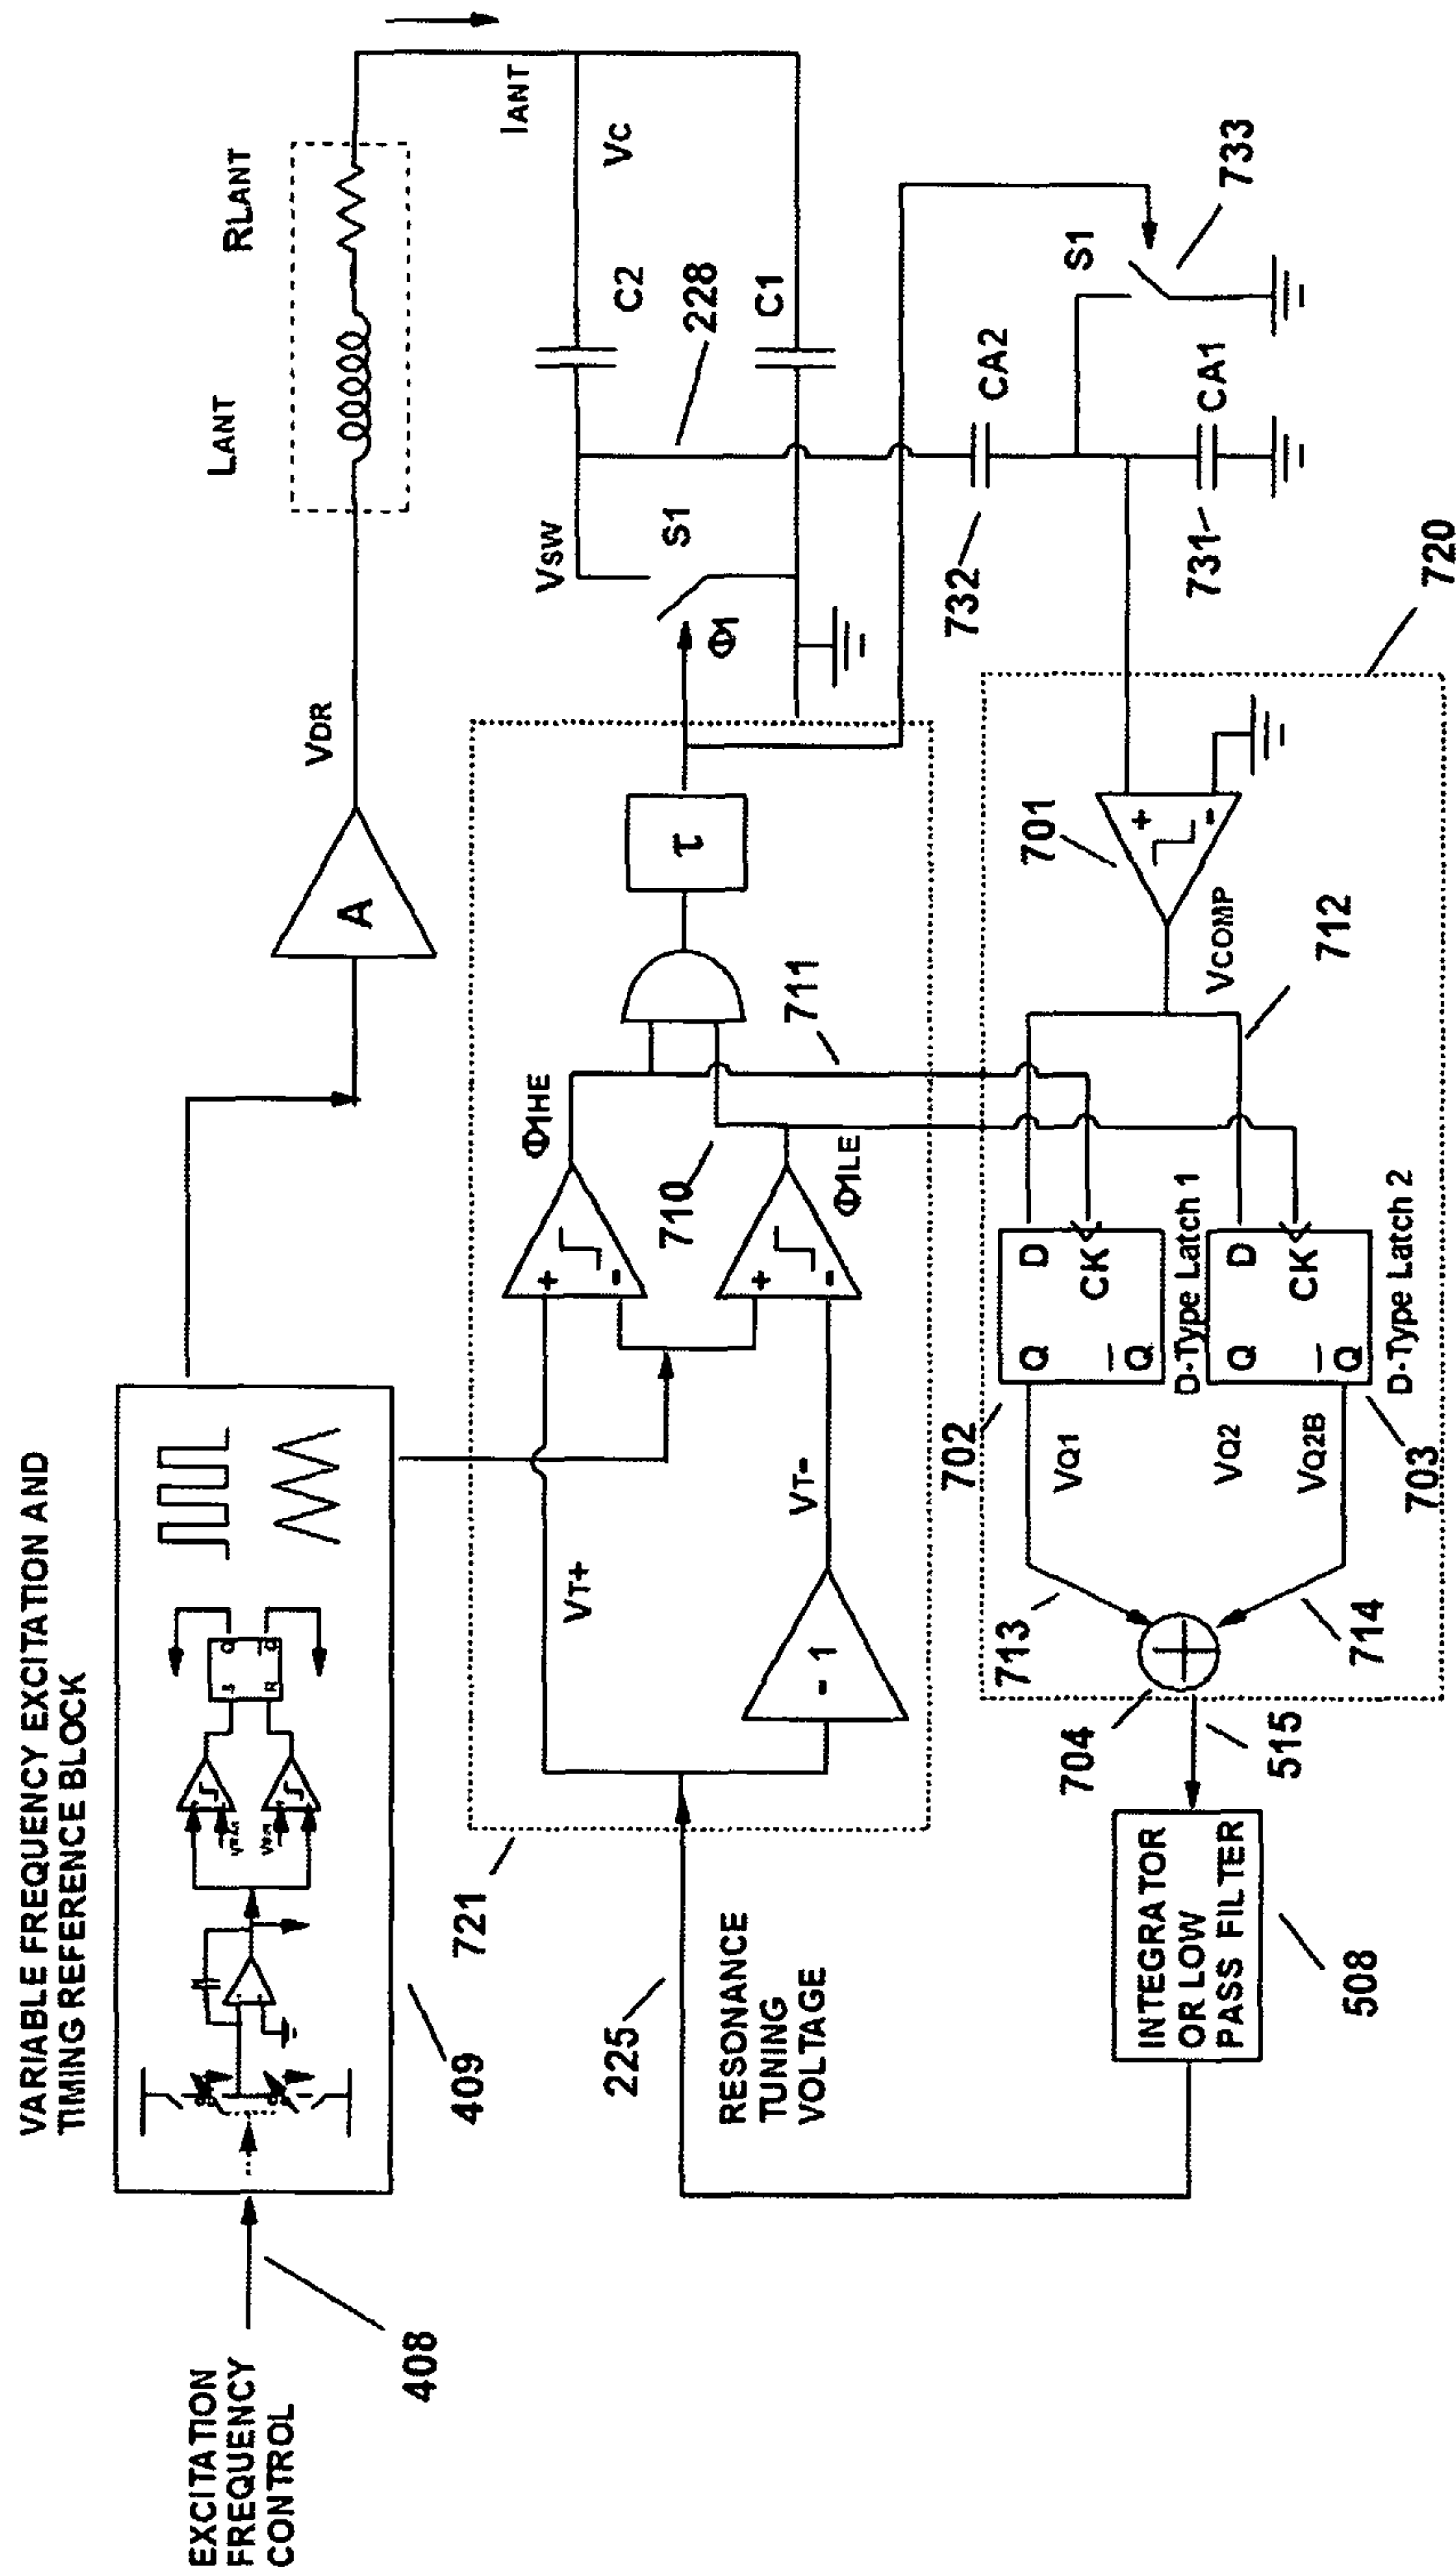 VARIABLE FREQUENCY EXCITATION AND
TIMING REFERENCE BLOCK
EXCITATION
FREQUENCY
CONTROL
408
409
S
R
Q
Q
A
VDR
LANT
RLANT
IANT
VC
C2
C1
228
VSW
S1
Φ1
τ
Φ1HE
Φ1LE
710
711
+
-
+
-
VT+
VT-
- 1
721
225
RESONANCE
TUNING
VOLTAGE
S1
733
CA2
732
CA1
731
720
701
+
-
VCOMP
712
D
CK
Q
Q
D-Type Latch 1
702
D
CK
Q
Q
D-Type Latch 2
703
VQ1
VQ2
VQ2B
713
714
704
515
INTEGRATOR
OR LOW
PASS FILTER
508